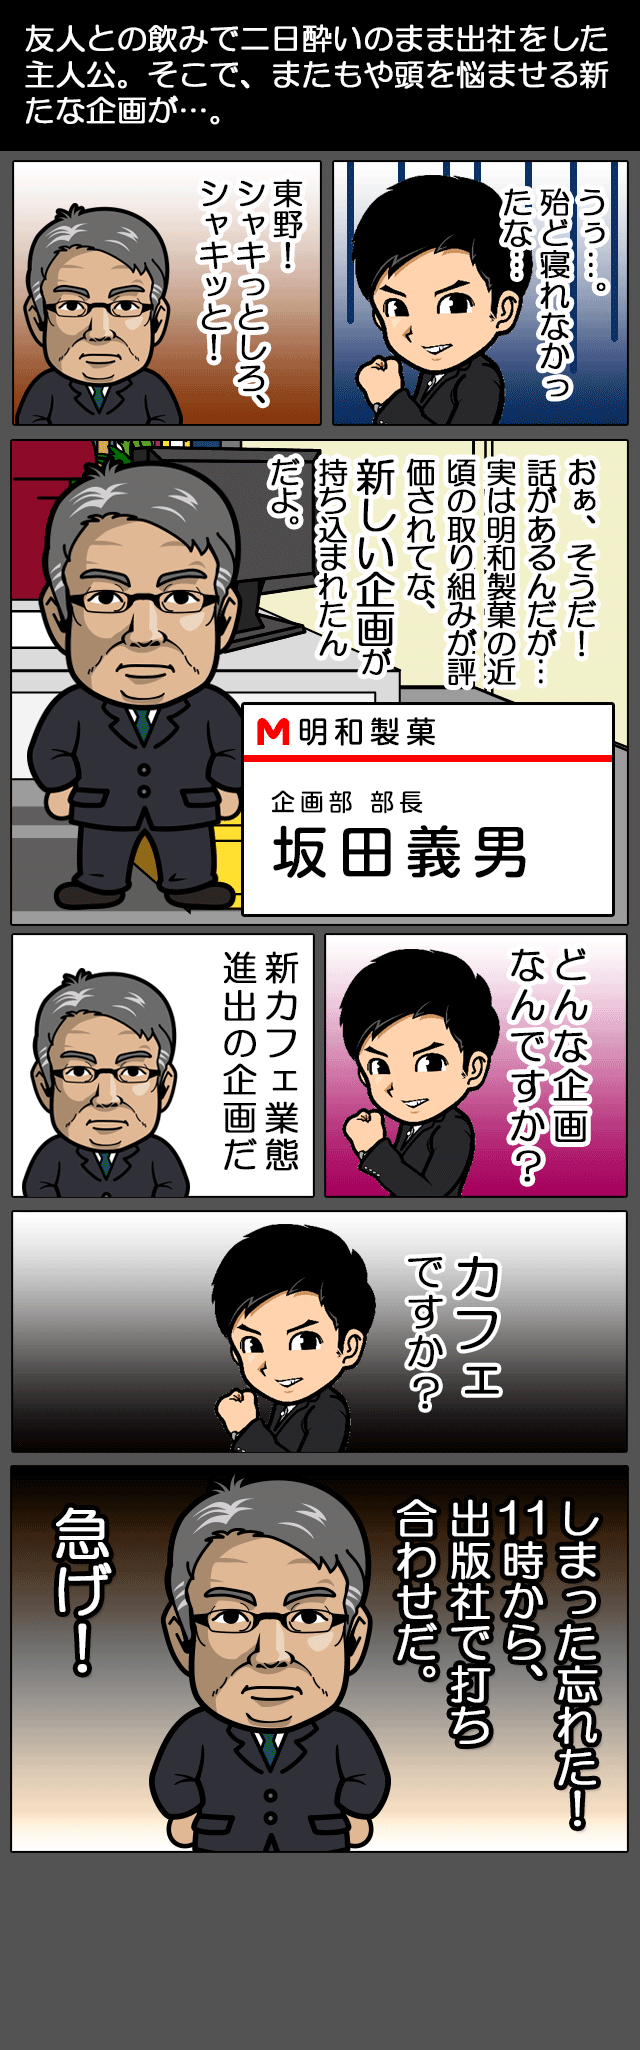 友人との飲みで二日酔いのまま出社をした
主人公。そこで、またもや頭を悩ませる新
たな企画が…。
うぅ…。
殆ど寝れなかっ
たな…
東野！
シャキっとしろ、
シャキッと！
おぁ、そうだ！
話があるんだが…
実は明和製菓の近
頃の取り組みが評
価されてな、
新しい企画が
持ち込まれたん
だよ。
M 明和製菓
企画部 部長
坂田義男
どんな企画
なんですか？
新カフェ業態
進出の企画だ
カフェ
ですか？
しまった忘れた！
11時から、
出版社で打ち
合わせだ。
急げ！